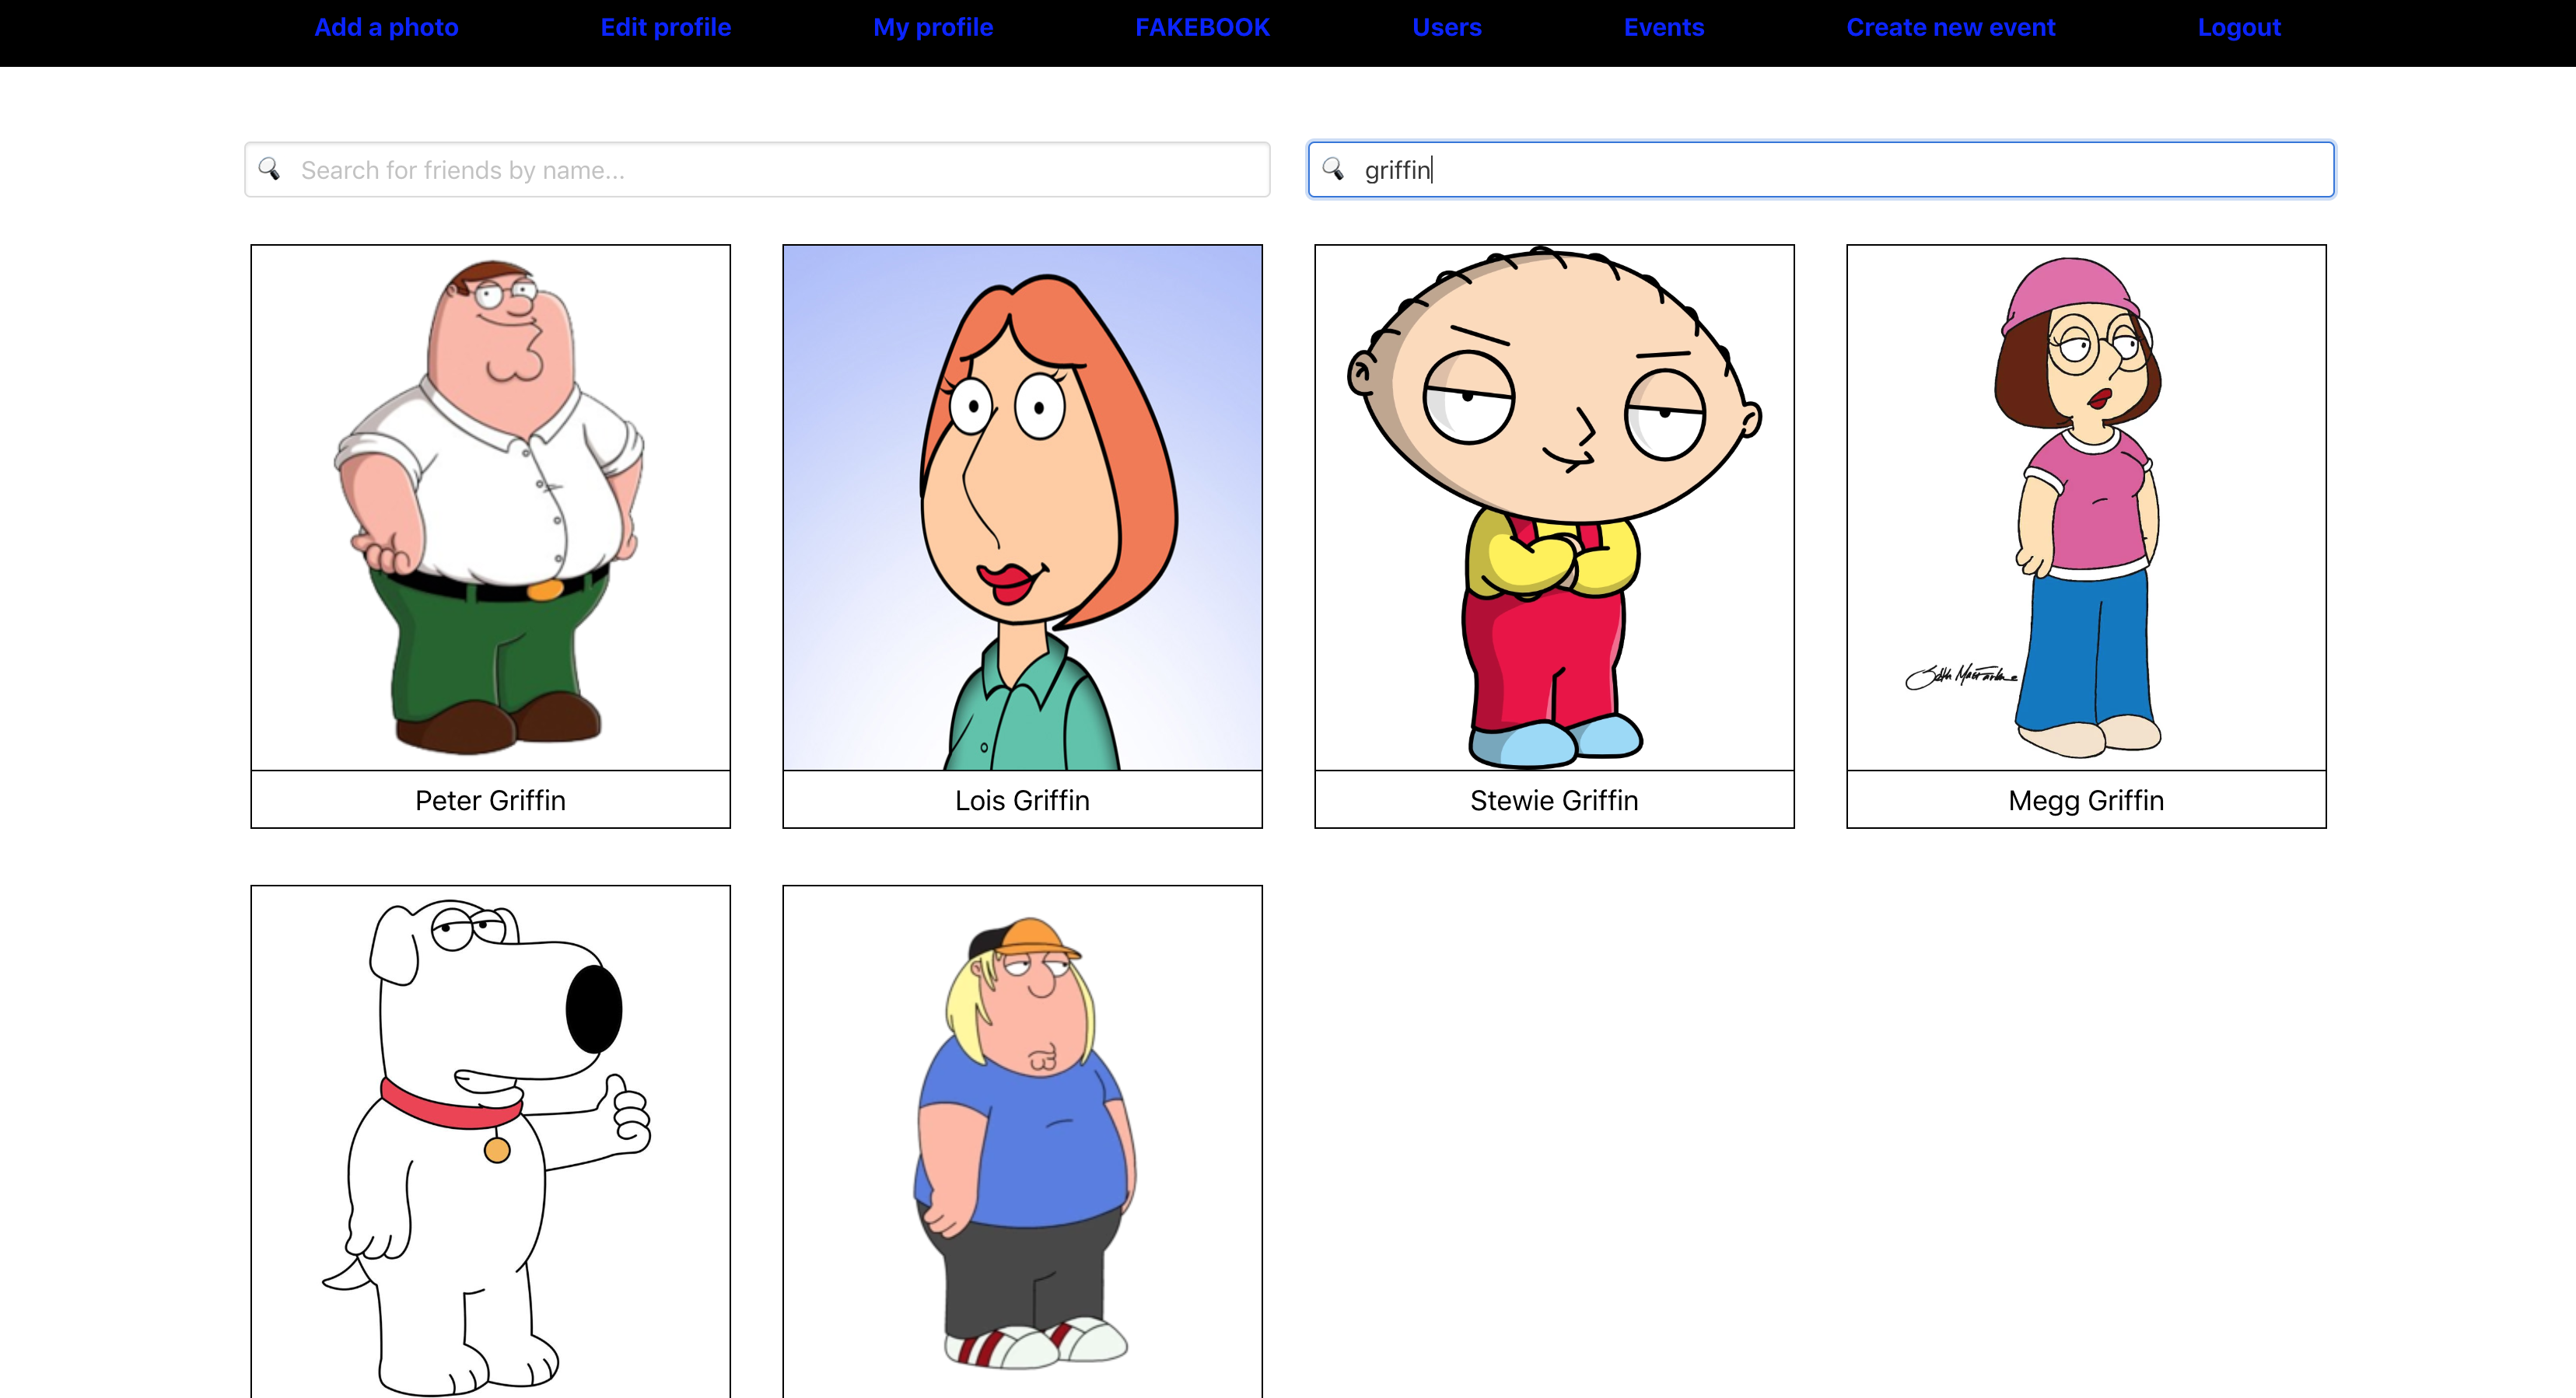 Add a photo Edit profile My profile FAKEBOOK Users Events Create new event Logout
Search for friends by name... griffin
Peter Griffin Lois Griffin Stewie Griffin Megg Griffin
Seth MacFarlane